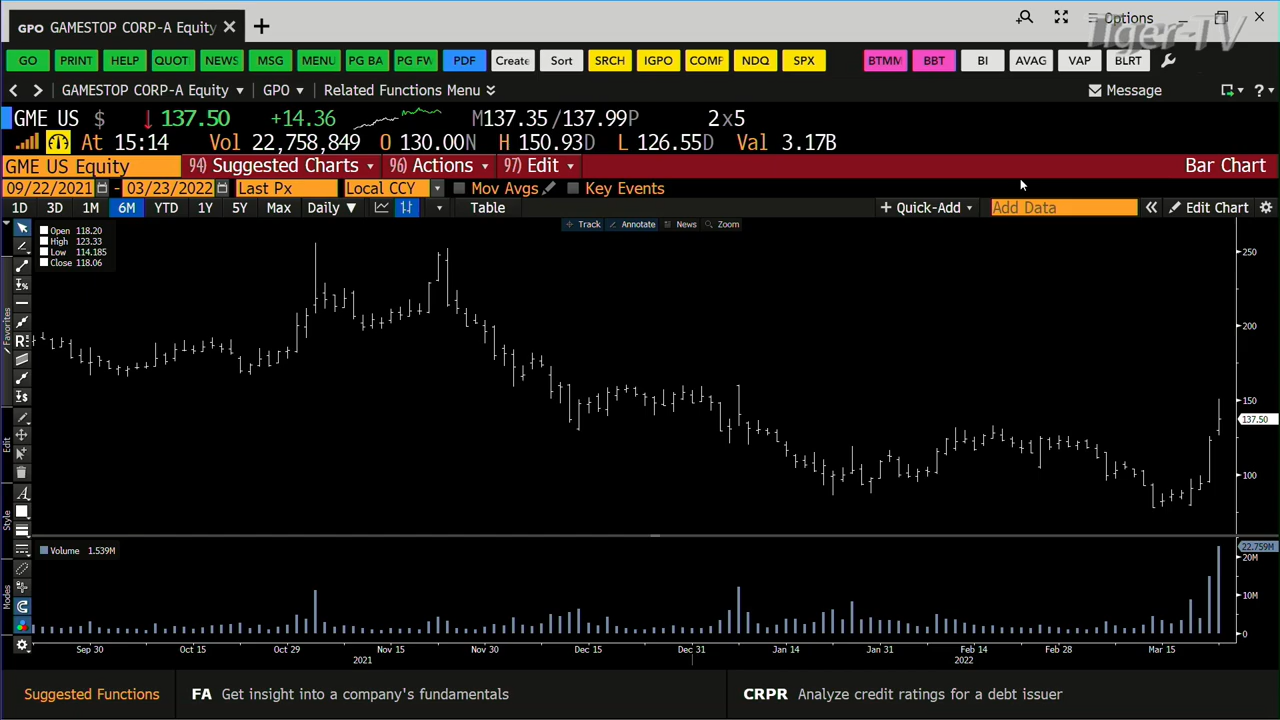 GPO GAMESTOP CORP-A Equity
Options
Tiger-TV
GO PRINT HELP QUOT NEWS MSG MENU PG BA PG FW PDF Create Sort SRCH IGPO COMF NDQ SPX BTMM BBT BI AVAG VAP BLRT
GAMESTOP CORP-A Equity GPO Related Functions Menu Message
GME US $ ↓137.50 +14.36 M137.35/137.99P 2x5
At 15:14 Vol 22,758,849 O 130.00N H 150.93D L 126.55D Val 3.17B
GME US Equity 94) Suggested Charts 96) Actions 97) Edit Bar Chart
09/22/2021 - 03/23/2022 Last Px Local CCY Mov Avgs Key Events
1D 3D 1M 6M YTD 1Y 5Y Max Daily ▼ Table + Quick-Add Add Data « Edit Chart
Track Annotate News Zoom
Open 118.20
High 123.33
Low 114.185
Close 118.06
250
200
150
137.50
100
Favorites
Edit
Style
Modes
Volume 1.539M
22.759M
20M
10M
0
Sep 30 Oct 15 Oct 29 Nov 15 Nov 30 Dec 15 Dec 31 Jan 14 Jan 31 Feb 14 Feb 28 Mar 15
2021 2022
Suggested Functions FA Get insight into a company's fundamentals CRPR Analyze credit ratings for a debt issuer